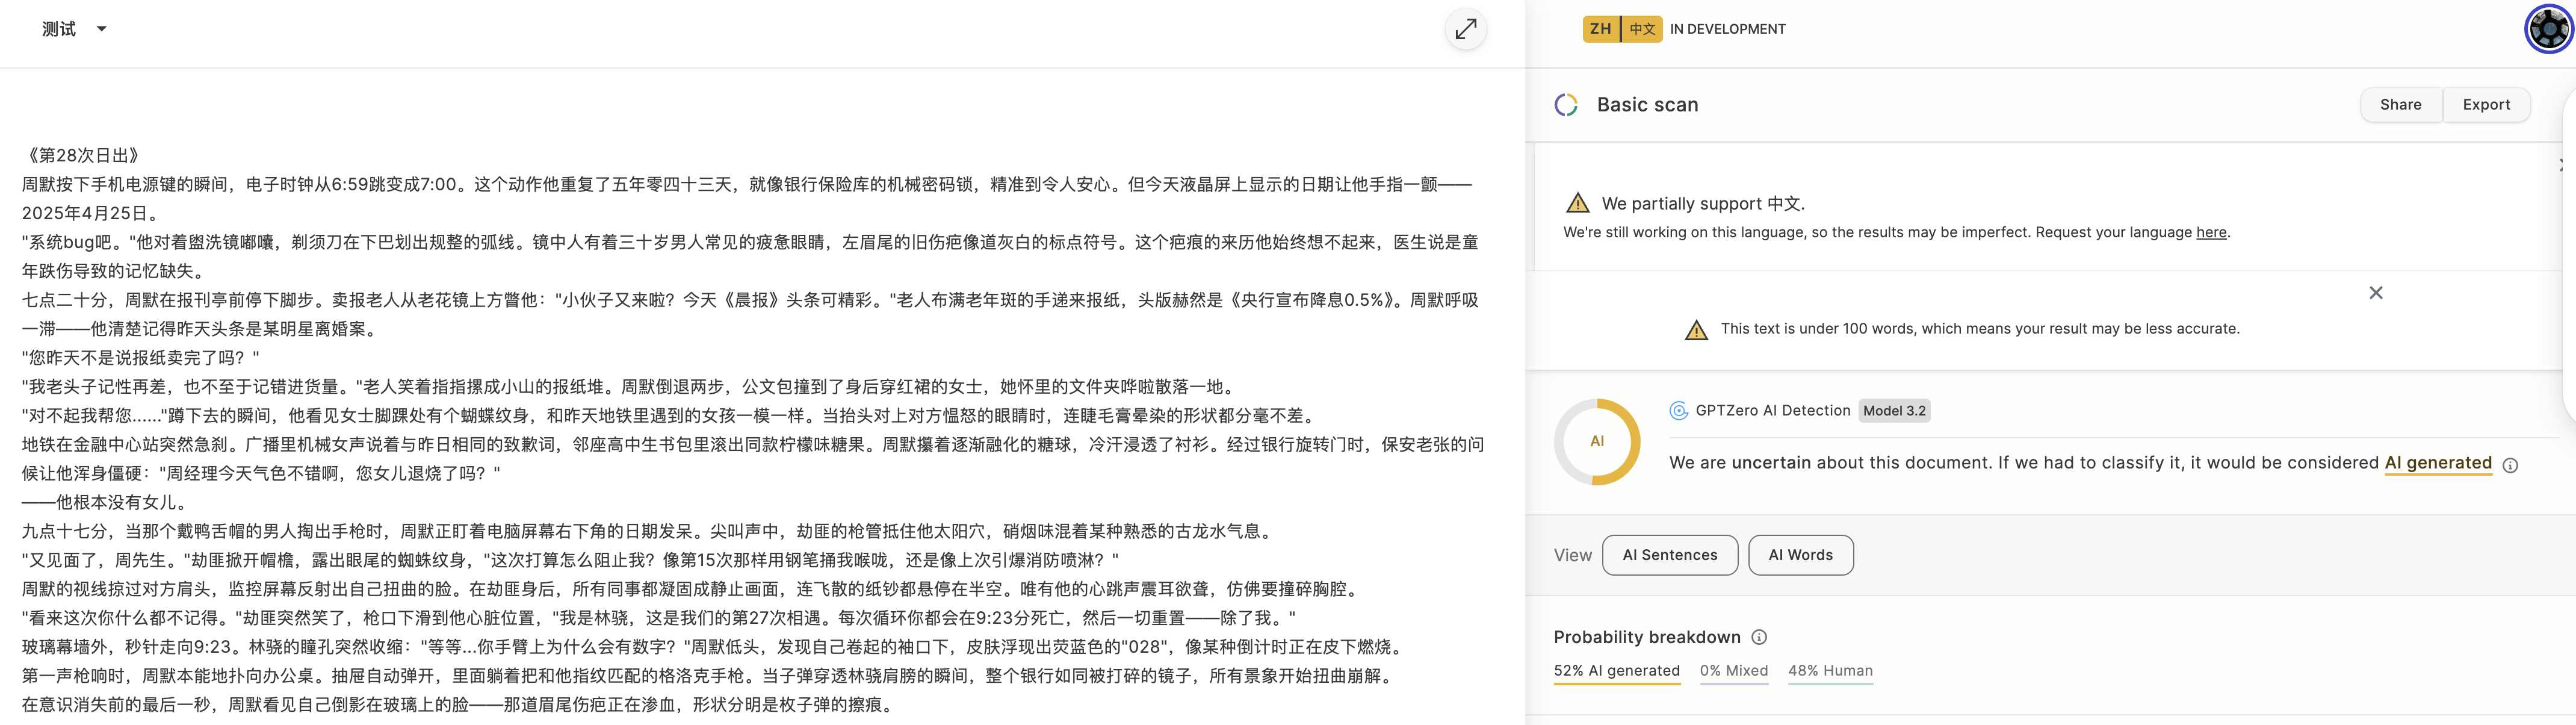 测试
《第28次日出》
周默按下手机电源键的瞬间，电子时钟从6:59跳变成7:00。这个动作他重复了五年零四十三天，就像银行保险库的机械密码锁，精准到令人安心。但今天液晶屏上显示的日期让他手指一颤——
2025年4月25日。
"系统bug吧。"他对着盥洗镜嘟囔，剃须刀在下巴划出规整的弧线。镜中人有着三十岁男人常见的疲惫眼睛，左眉尾的旧伤疤像道灰白的标点符号。这个疤痕的来历他始终想不起来，医生说是童
年跌伤导致的记忆缺失。
七点二十分，周默在报刊亭前停下脚步。卖报老人从老花镜上方瞥他："小伙子又来啦？今天《晨报》头条可精彩。"老人布满老年斑的手递来报纸，头版赫然是《央行宣布降息0.5%》。周默呼吸
一滞——他清楚记得昨天头条是某明星离婚案。
"您昨天不是说报纸卖完了吗？"
"我老头子记性再差，也不至于记错进货量。"老人笑着指指摞成小山的报纸堆。周默倒退两步，公文包撞到了身后穿红裙的女士，她怀里的文件夹哗啦散落一地。
"对不起我帮您……"蹲下去的瞬间，他看见女士脚踝处有个蝴蝶纹身，和昨天地铁里遇到的女孩一模一样。当抬头对上对方愠怒的眼睛时，连睫毛膏晕染的形状都分毫不差。
地铁在金融中心站突然急刹。广播里机械女声说着与昨日相同的致歉词，邻座高中生书包里滚出同款柠檬味糖果。周默攥着逐渐融化的糖球，冷汗浸透了衬衫。经过银行旋转门时，保安老张的问
候让他浑身僵硬："周经理今天气色不错啊，您女儿退烧了吗？"
——他根本没有女儿。
九点十七分，当那个戴鸭舌帽的男人掏出手枪时，周默正盯着电脑屏幕右下角的日期发呆。尖叫声中，劫匪的枪管抵住他太阳穴，硝烟味混着某种熟悉的古龙水气息。
"又见面了，周先生。"劫匪掀开帽檐，露出眼尾的蜘蛛纹身，"这次打算怎么阻止我？像第15次那样用钢笔捅我喉咙，还是像上次引爆消防喷淋？"
周默的视线掠过对方肩头，监控屏幕反射出自己扭曲的脸。在劫匪身后，所有同事都凝固成静止画面，连飞散的纸钞都悬停在半空。唯有他的心跳声震耳欲聋，仿佛要撞碎胸腔。
"看来这次你什么都不记得。"劫匪突然笑了，枪口下滑到他心脏位置，"我是林骁，这是我们的第27次相遇。每次循环你都会在9:23分死亡，然后一切重置——除了我。"
玻璃幕墙外，秒针走向9:23。林骁的瞳孔突然收缩："等等...你手臂上为什么会有数字？"周默低头，发现自己卷起的袖口下，皮肤浮现出荧蓝色的"028"，像某种倒计时正在皮下燃烧。
第一声枪响时，周默本能地扑向办公桌。抽屉自动弹开，里面躺着把和他指纹匹配的格洛克手枪。当子弹穿透林骁肩膀的瞬间，整个银行如同被打碎的镜子，所有景象开始扭曲崩解。
在意识消失前的最后一秒，周默看见自己倒影在玻璃上的脸——那道眉尾伤疤正在渗血，形状分明是枚子弹的擦痕。
ZH 中文 IN DEVELOPMENT
Basic scan
Share Export
We partially support 中文.
We're still working on this language, so the results may be imperfect. Request your language here.
This text is under 100 words, which means your result may be less accurate.
GPTZero AI Detection Model 3.2
AI
We are uncertain about this document. If we had to classify it, it would be considered AI generated
View AI Sentences AI Words
Probability breakdown
52% AI generated 0% Mixed 48% Human